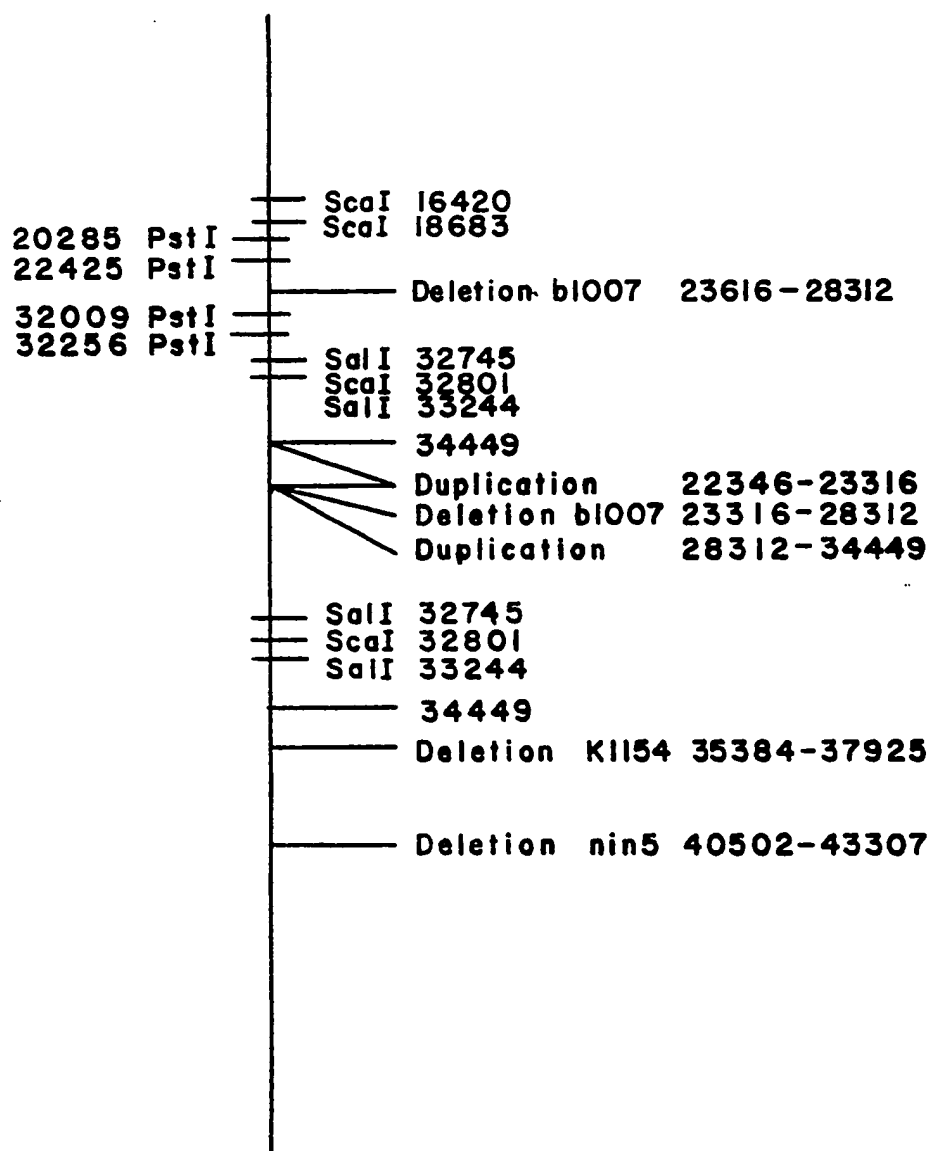 ScaI 16420
ScaI 18683
20285 PstI
22425 PstI
Deletion b1007 23616-28312
32009 PstI
32256 PstI
SalI 32745
ScaI 32801
SalI 33244
34449
Duplication 22346-23316
Deletion b1007 23316-28312
Duplication 28312-34449
SalI 32745
ScaI 32801
SalI 33244
34449
Deletion K1154 35384-37925
Deletion nin5 40502-43307